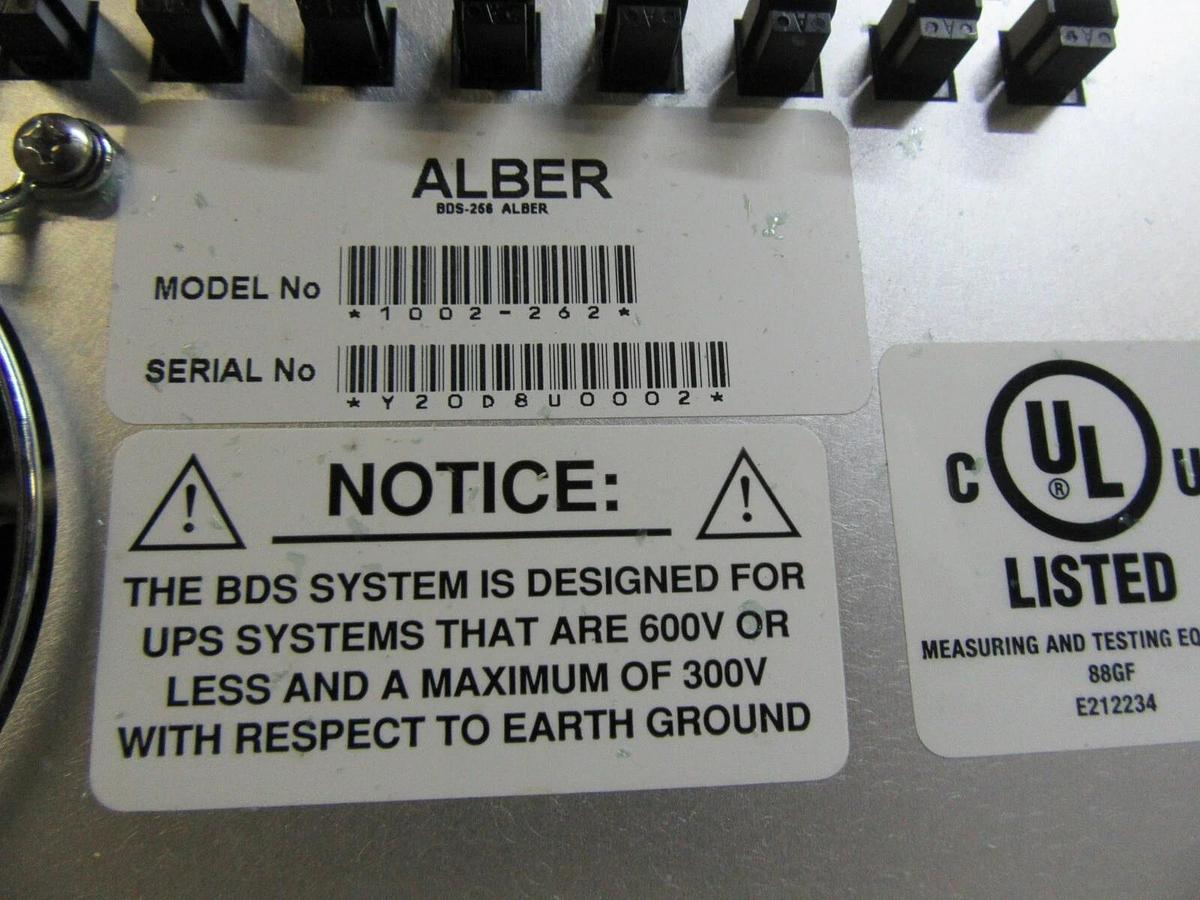 ALBER
BDS-256 ALBER
MODEL No
*1002-262*
SERIAL No
*Y20D8U0002*
NOTICE:
THE BDS SYSTEM IS DESIGNED FOR
UPS SYSTEMS THAT ARE 600V OR
LESS AND A MAXIMUM OF 300V
WITH RESPECT TO EARTH GROUND
C UL ® U
LISTED
MEASURING AND TESTING EQ
88GF
E212234